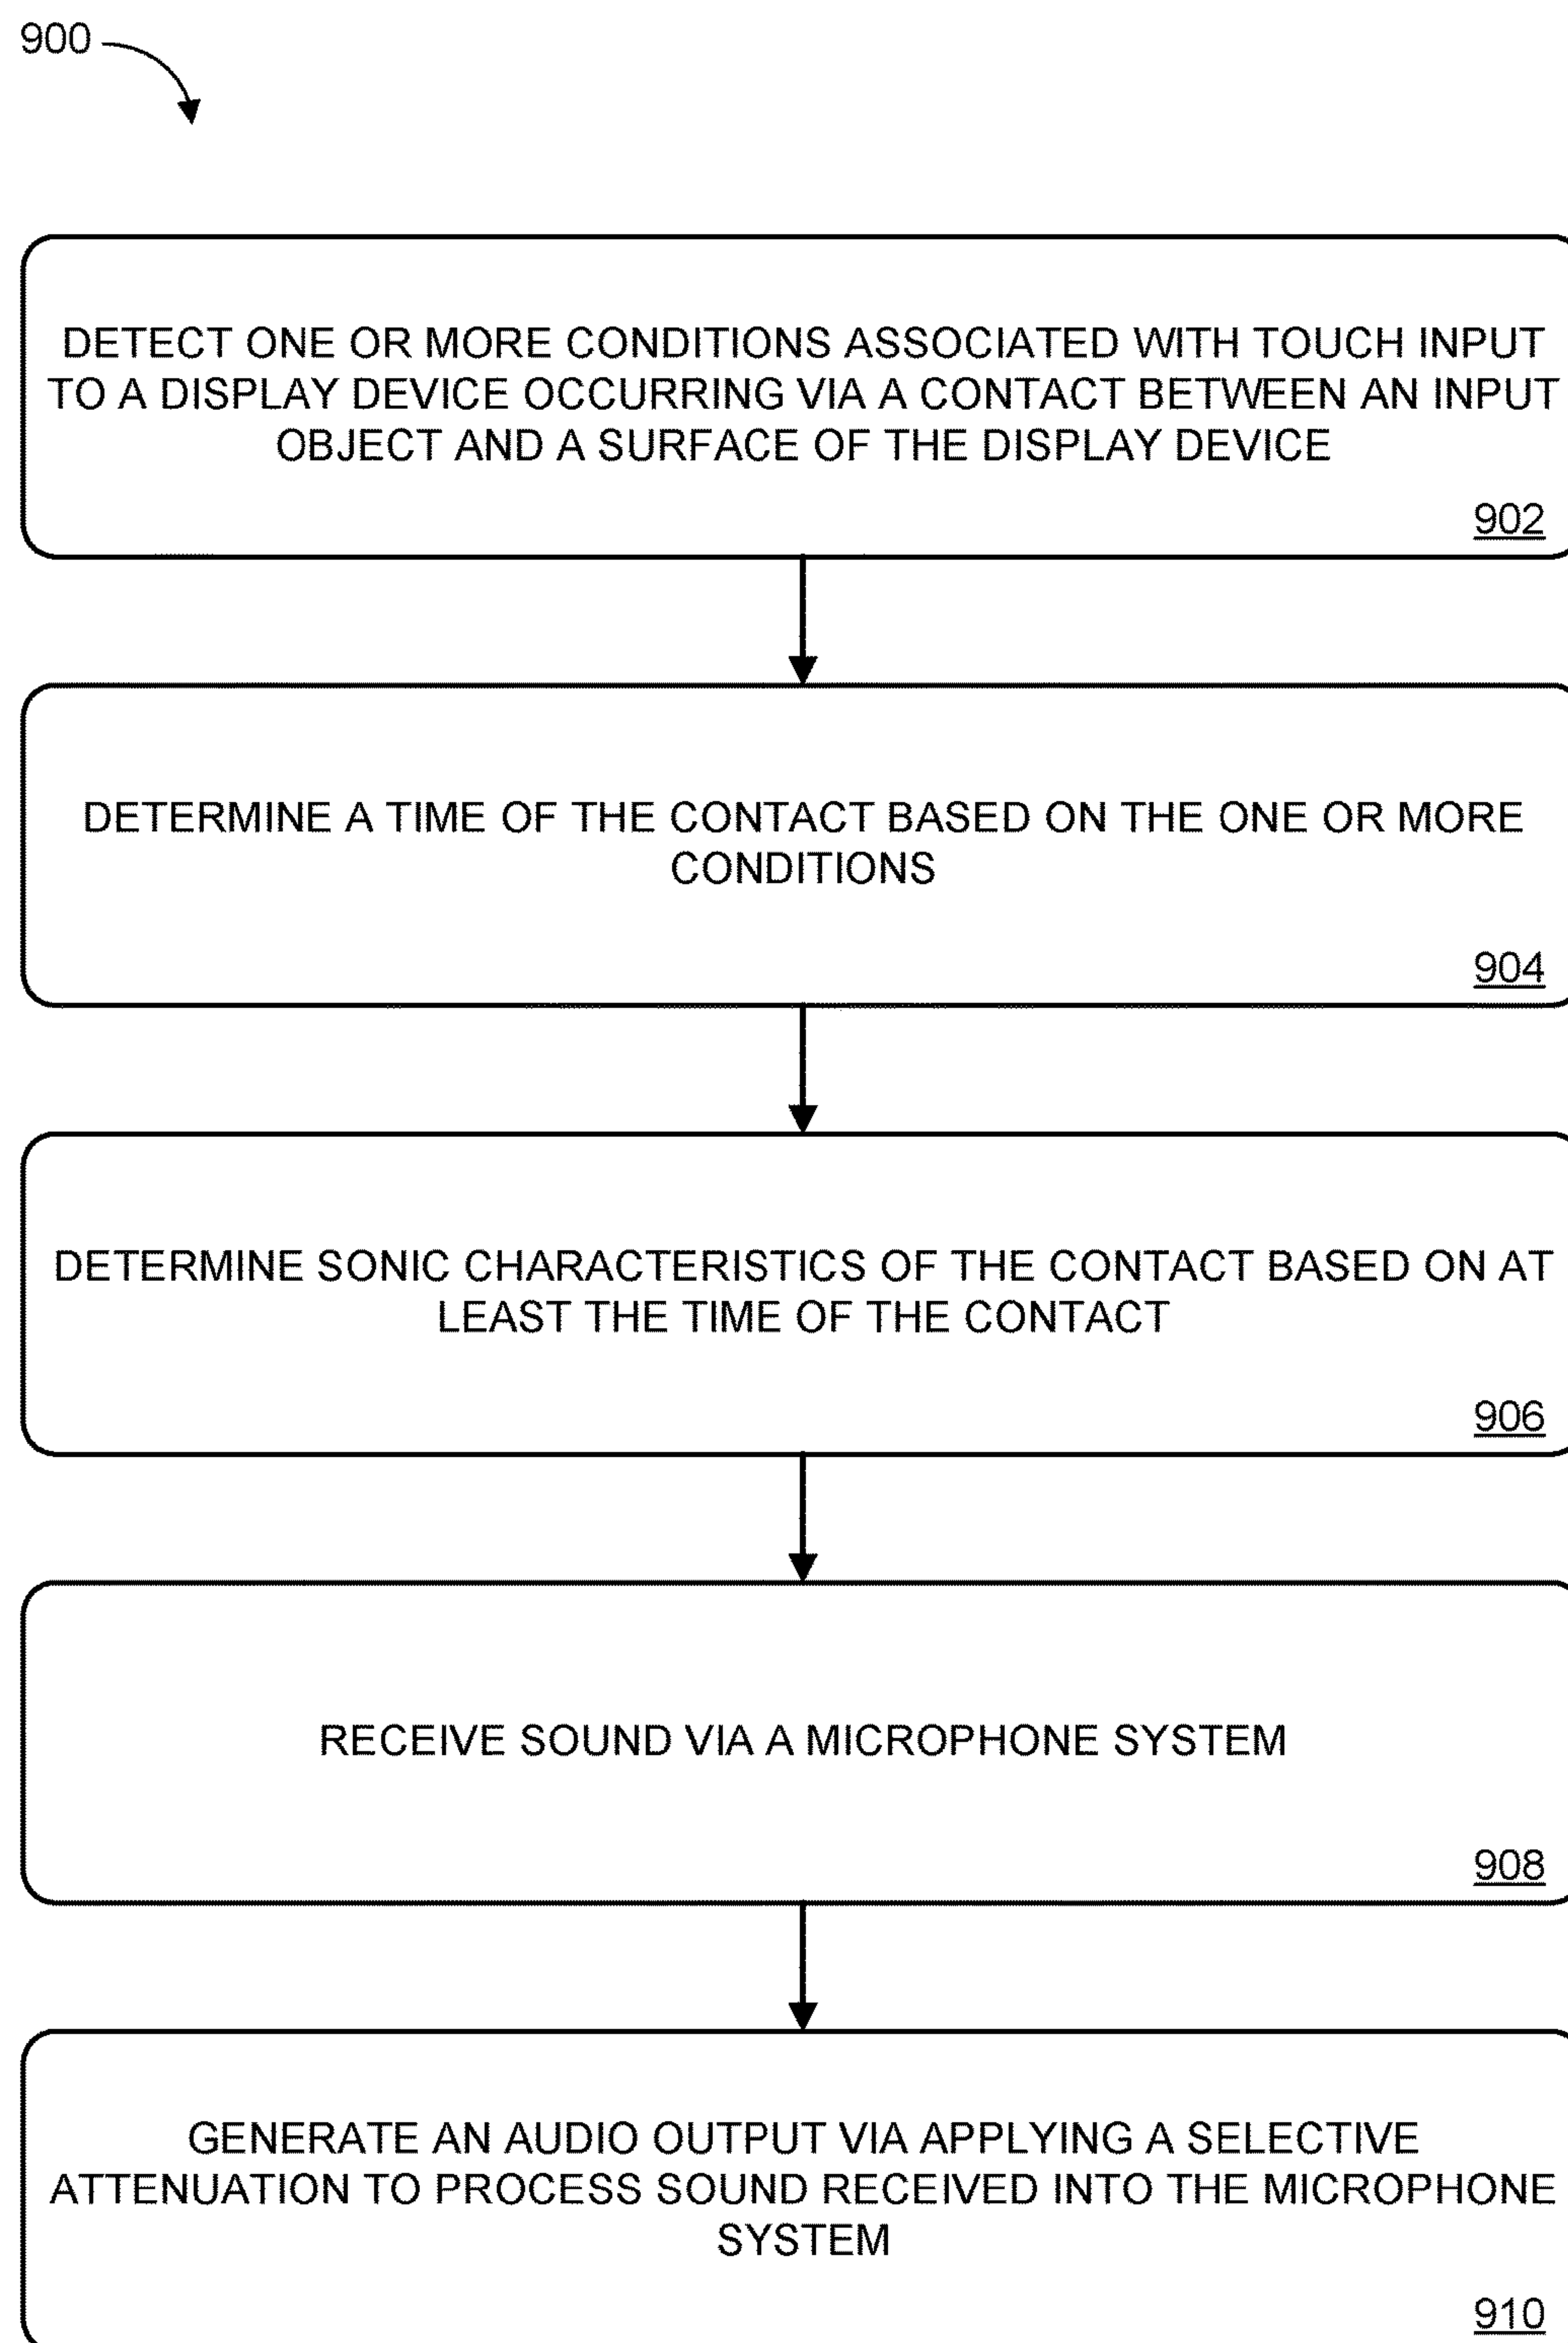 900
DETECT ONE OR MORE CONDITIONS ASSOCIATED WITH TOUCH INPUT
TO A DISPLAY DEVICE OCCURRING VIA A CONTACT BETWEEN AN INPUT
OBJECT AND A SURFACE OF THE DISPLAY DEVICE
902
DETERMINE A TIME OF THE CONTACT BASED ON THE ONE OR MORE
CONDITIONS
904
DETERMINE SONIC CHARACTERISTICS OF THE CONTACT BASED ON AT
LEAST THE TIME OF THE CONTACT
906
RECEIVE SOUND VIA A MICROPHONE SYSTEM
908
GENERATE AN AUDIO OUTPUT VIA APPLYING A SELECTIVE
ATTENUATION TO PROCESS SOUND RECEIVED INTO THE MICROPHONE
SYSTEM
910